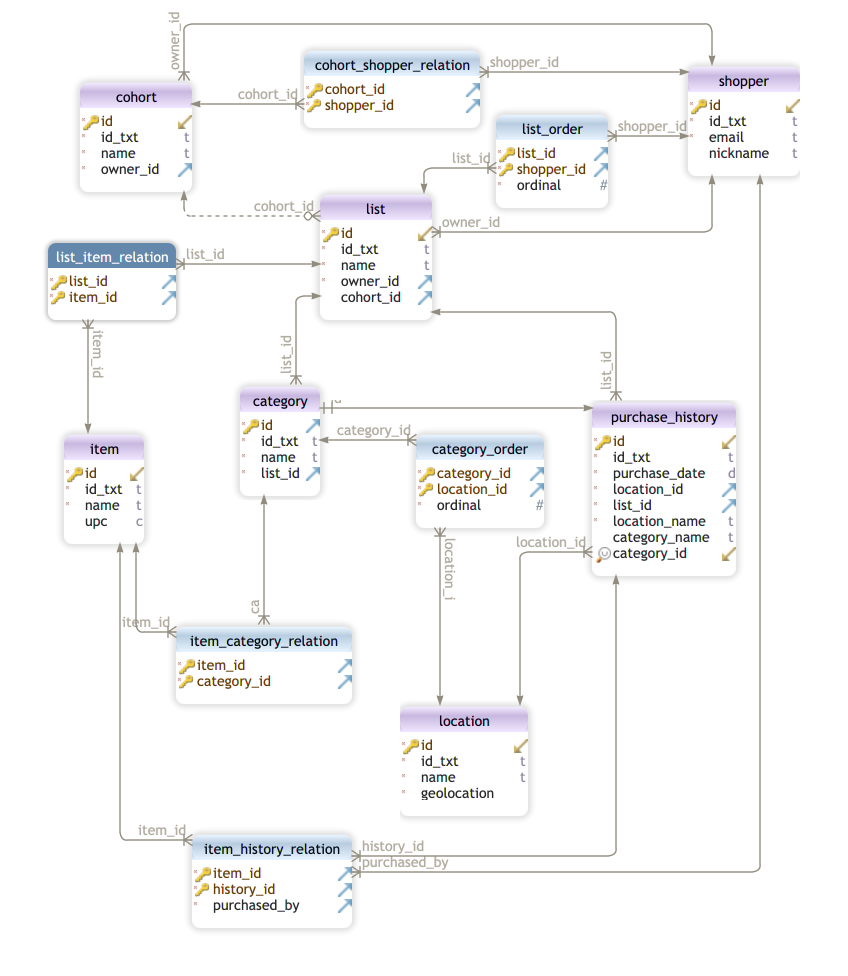 owner_id
cohort_shopper_relation
cohort_id
shopper_id
shopper_id
cohort_id
shopper
id
id_txt t
email t
nickname t
cohort
id
id_txt t
name t
owner_id
list_order
list_id
shopper_id
ordinal #
shopper_id
list_id
cohort_id
list
id
id_txt t
name t
owner_id
cohort_id
owner_id
list_item_relation
list_id
item_id
list_id
item_id
list_id
list_id
category
id
id_txt t
name t
list_id
purchase_history
id
id_txt t
purchase_date d
location_id
list_id
location_name t
category_name t
category_id
category_id
category_order
category_id
location_id
ordinal #
item
id
id_txt t
name t
upc c
location_i
location_id
ca
item_id
item_category_relation
item_id
category_id
location
id
id_txt t
name t
geolocation
item_id
item_history_relation
item_id
history_id
purchased_by
history_id
purchased_by